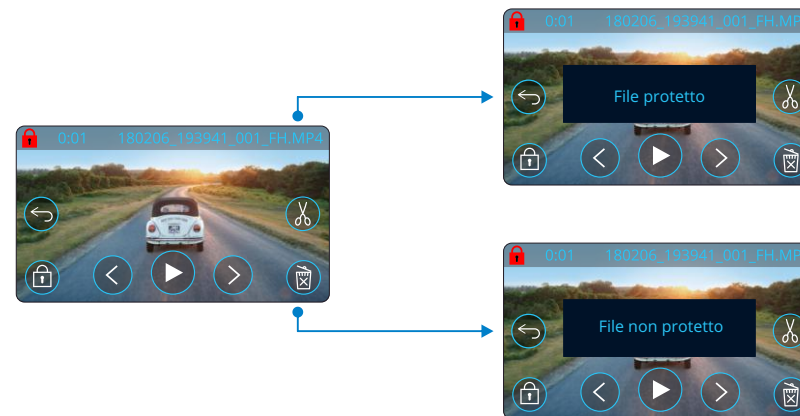 0:01 180206_193941_001_FH.MP4
0:01 180206_193941_001_FH.MP
File protetto
0:01 180206_193941_001_FH.MP
File non protetto